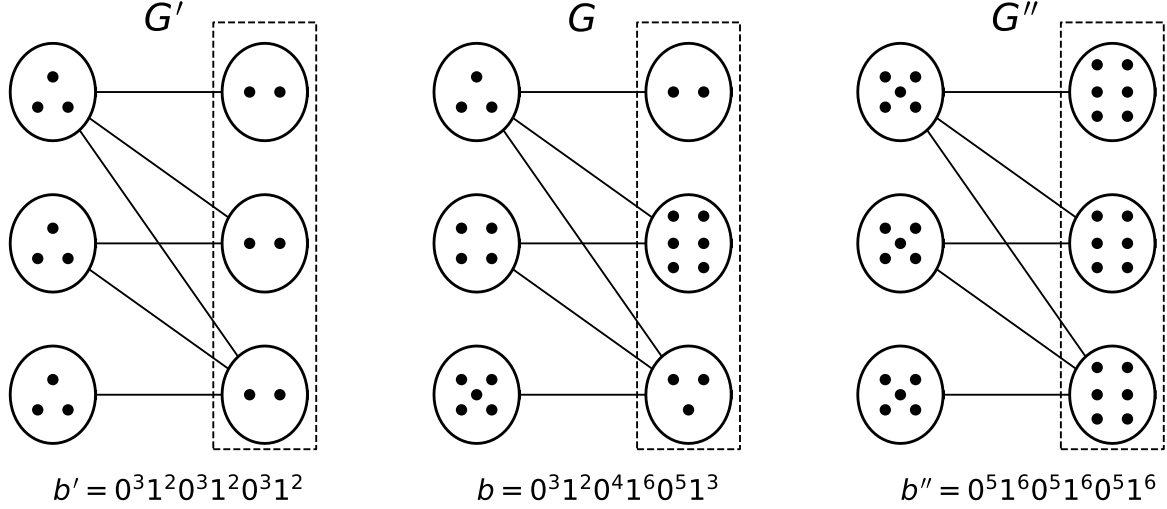 G′ G G″
b′ = 0³1²0³1²0³1² b = 0³1²0⁴1⁶0⁵1³ b″ = 0⁵1⁶0⁵1⁶0⁵1⁶